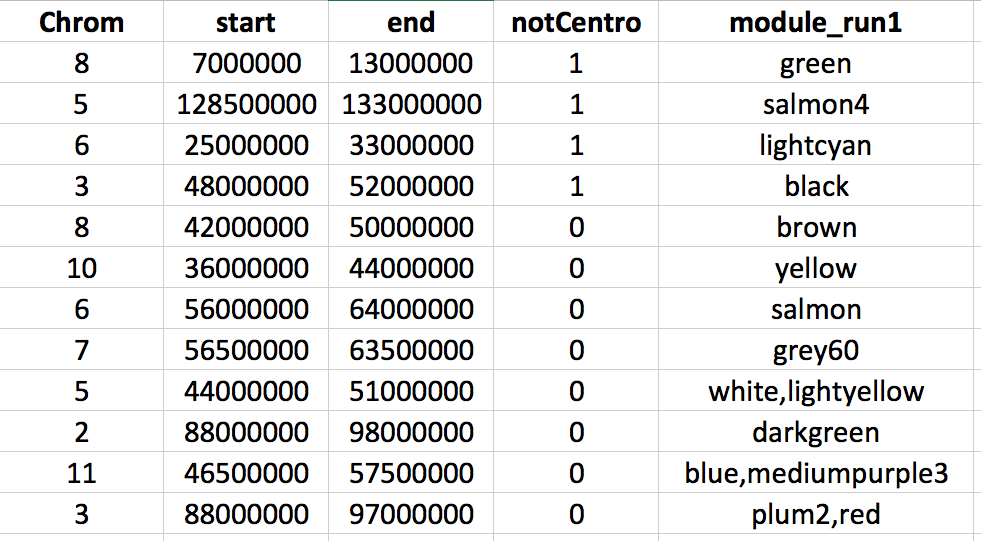 Chrom start end notCentro module_run1
8 7000000 13000000 1 green
5 128500000 133000000 1 salmon4
6 25000000 33000000 1 lightcyan
3 48000000 52000000 1 black
8 42000000 50000000 0 brown
10 36000000 44000000 0 yellow
6 56000000 64000000 0 salmon
7 56500000 63500000 0 grey60
5 44000000 51000000 0 white,lightyellow
2 88000000 98000000 0 darkgreen
11 46500000 57500000 0 blue,mediumpurple3
3 88000000 97000000 0 plum2,red